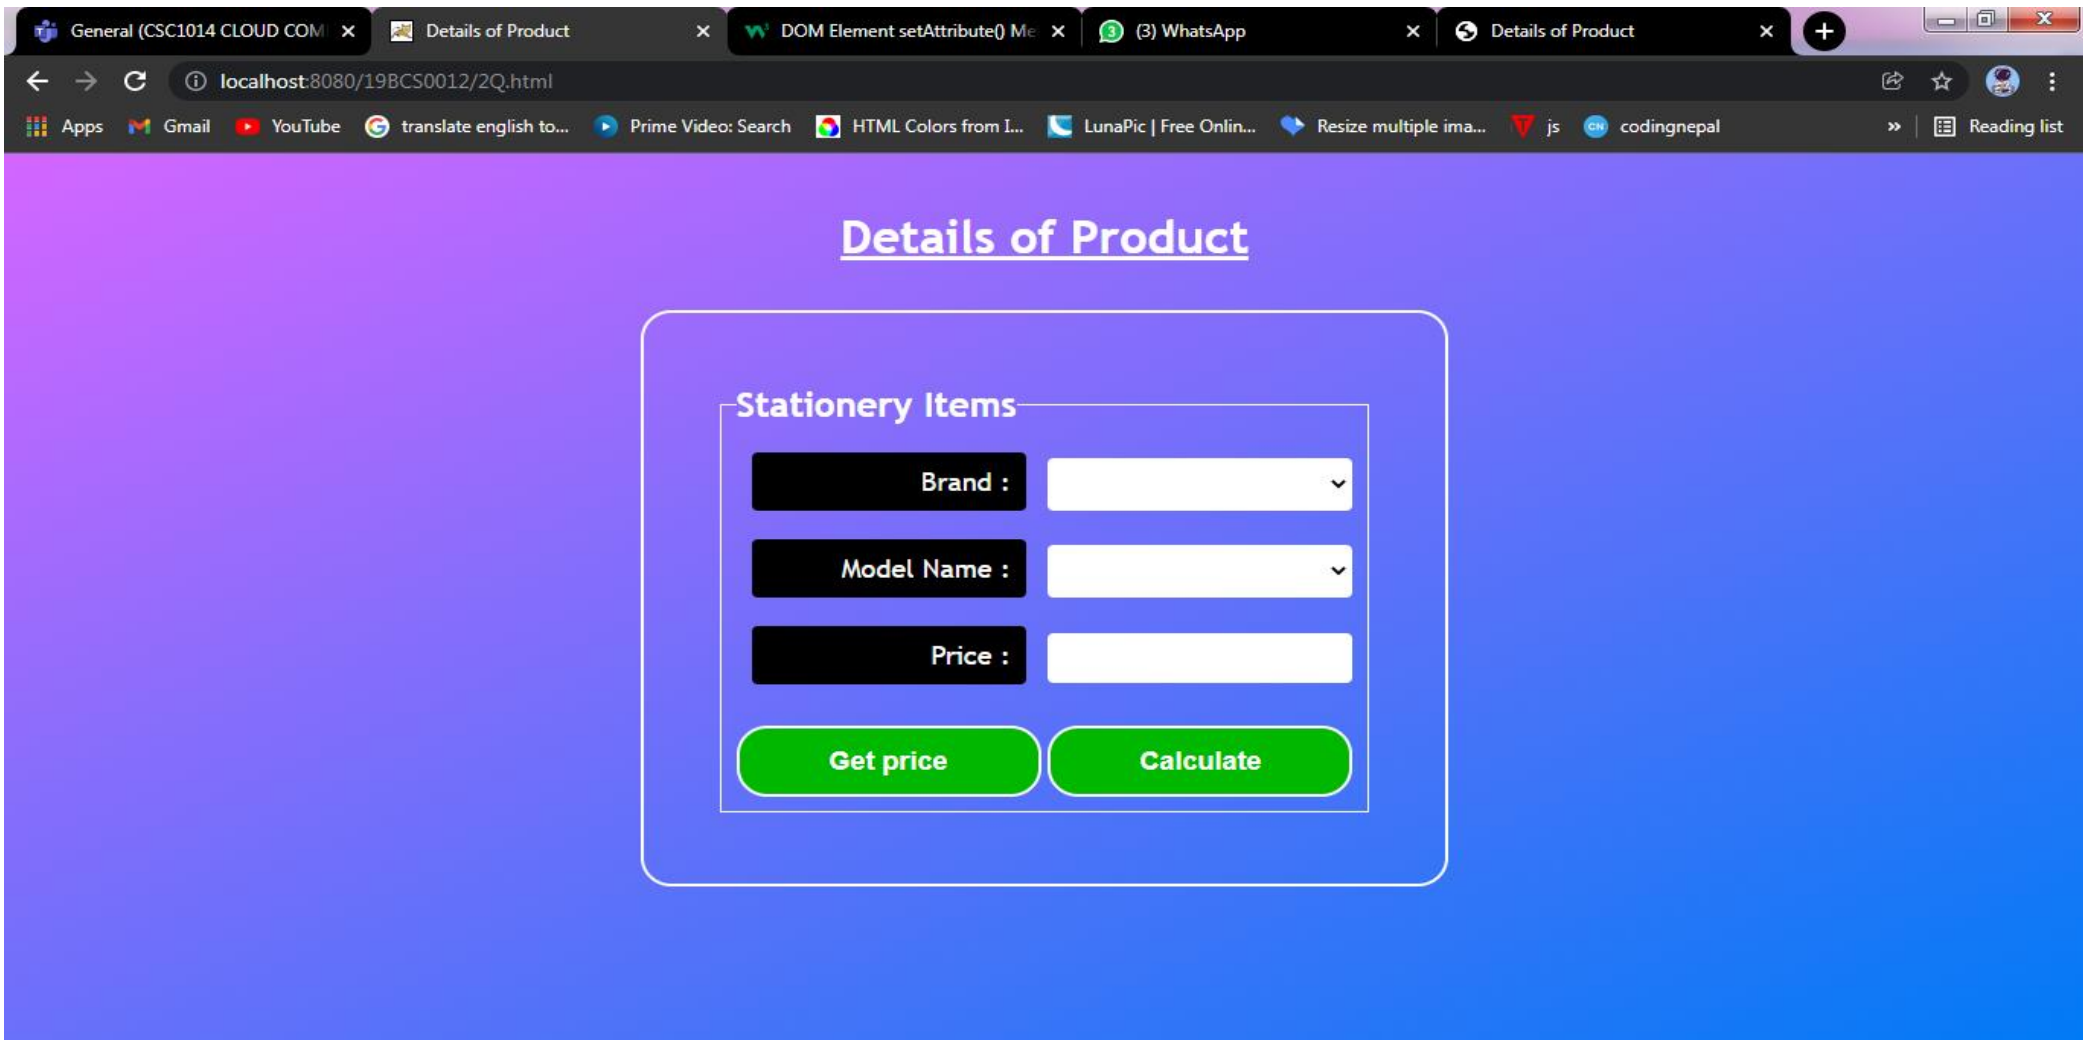 General (CSC1014 CLOUD COM
Details of Product
DOM Element setAttribute() Me
3 (3) WhatsApp
Details of Product
localhost:8080/19BCS0012/2Q.html
Apps Gmail YouTube translate english to... Prime Video: Search HTML Colors from I... LunaPic | Free Onlin... Resize multiple ima... T js CN codingnepal » Reading list
Details of Product
Stationery Items
Brand :
Model Name :
Price :
Get price Calculate